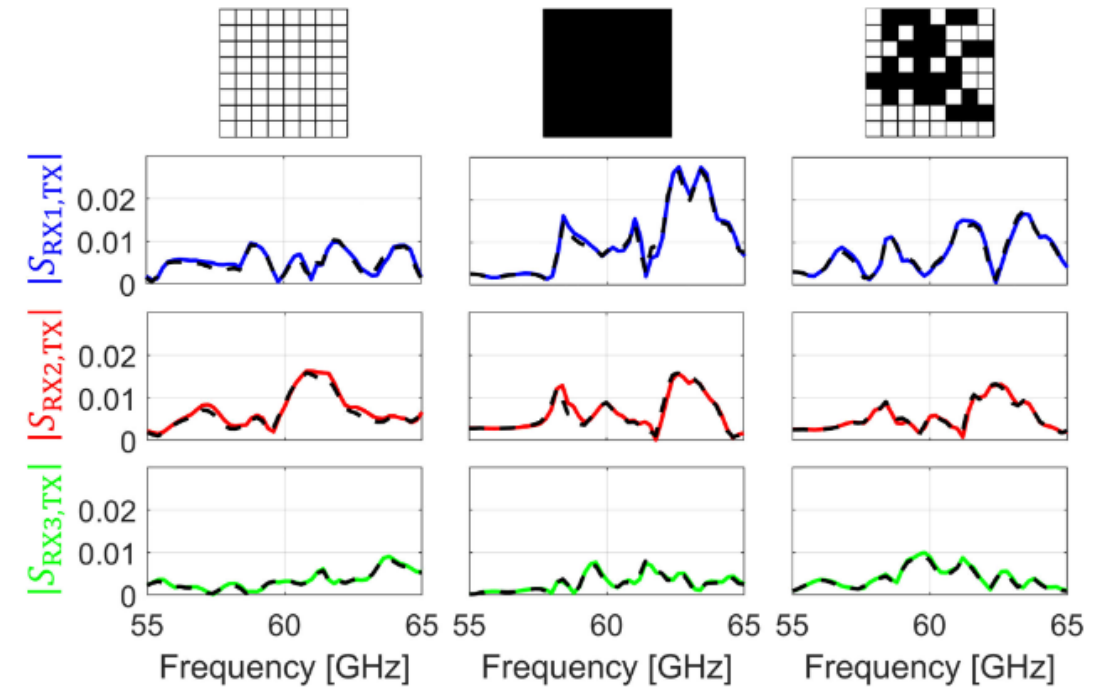 |S_RX1,TX|
0.02
0.01
0
|S_RX2,TX|
0.02
0.01
0
|S_RX3,TX|
0.02
0.01
0
55 60 65 55 60 65 55 60 65
Frequency [GHz] Frequency [GHz] Frequency [GHz]